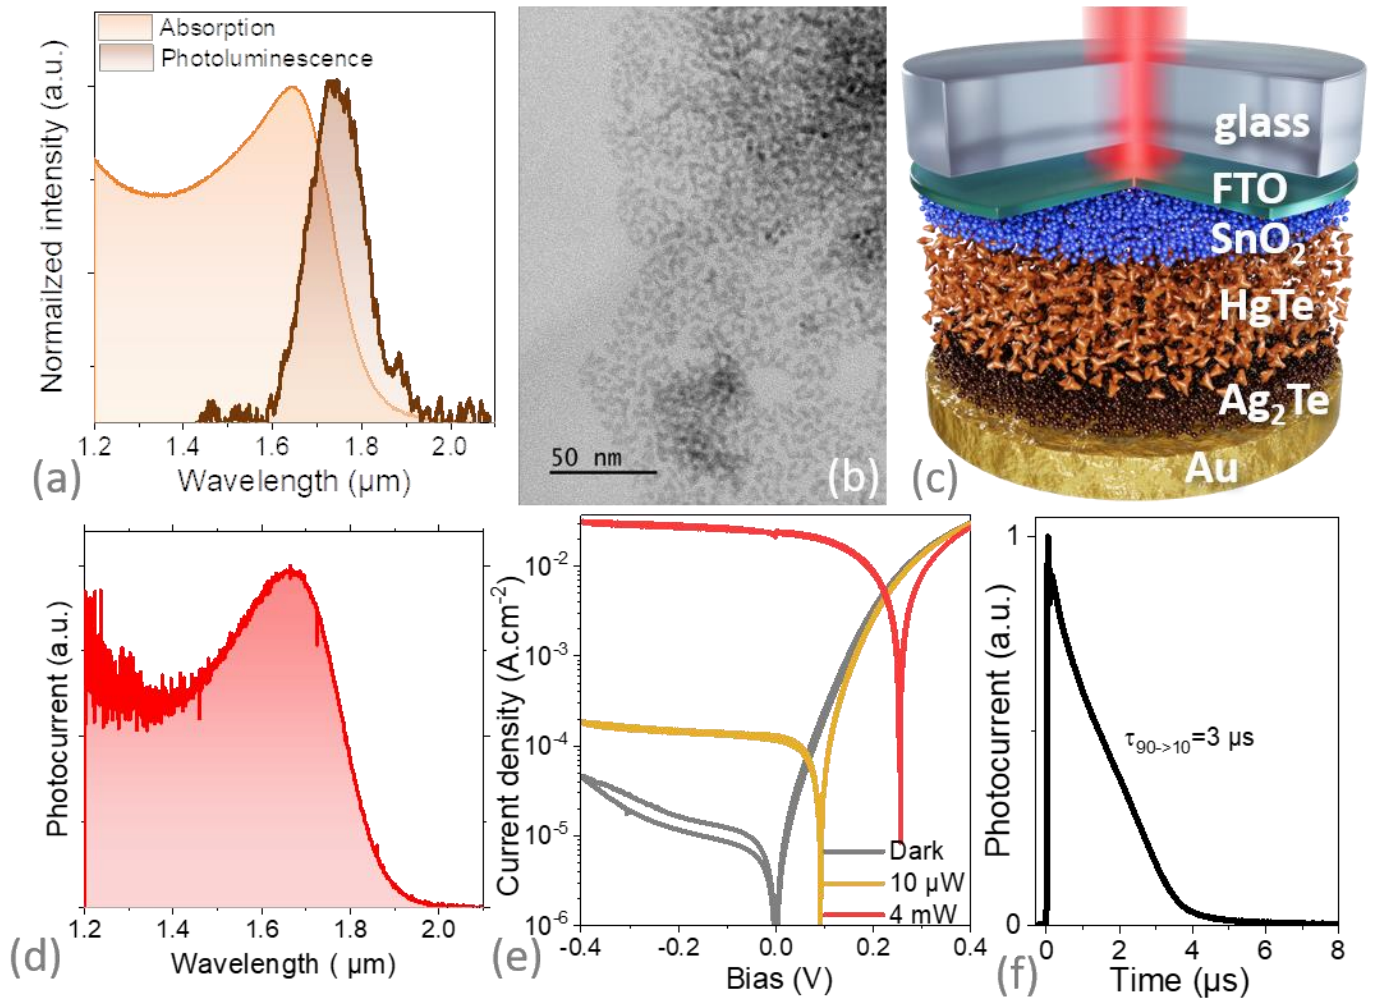 Absorption
Photoluminescence
Normailzed intensity (a.u.)
1.2 1.4 1.6 1.8 2.0
Wavelength (µm)
(a)
50 nm
(b)
glass
FTO
SnO2
HgTe
Ag2Te
Au
(c)
Photocurrent (a.u.)
1.2 1.4 1.6 1.8 2.0
Wavelength ( µm)
(d)
Current density (A.cm-2)
10-2
10-3
10-4
10-5
10-6
Dark
10 µW
4 mW
-0.4 -0.2 0.0 0.2 0.4
Bias (V)
(e)
Photocurrent (a.u.)
1
0
τ90->10=3 µs
0 2 4 6 8
Time (µs)
(f)